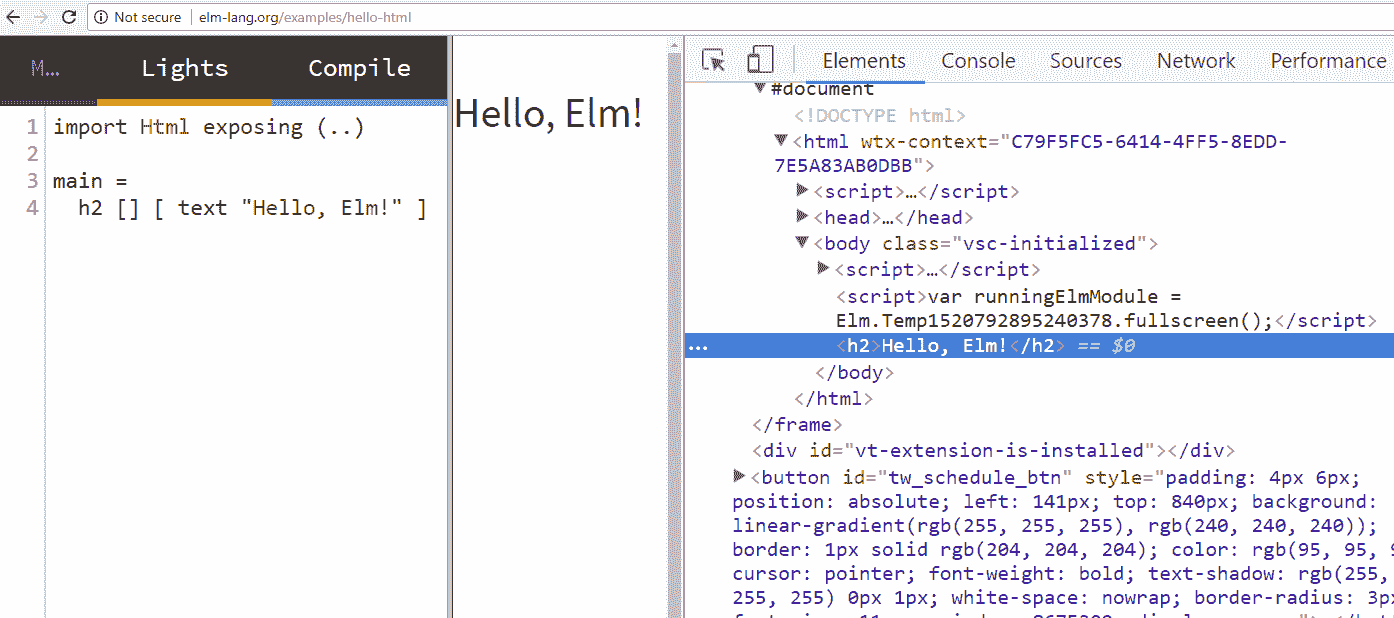 Not secure elm-lang.org/examples/hello-html
M... Lights Compile
1 import Html exposing (..)
2
3 main =
4 h2 [] [ text "Hello, Elm!" ]
Hello, Elm!
Elements Console Sources Network Performance
#document
<!DOCTYPE html>
<html wtx-context="C79F5FC5-6414-4FF5-8EDD-
7E5A83AB0DBB">
<script>…</script>
<head>…</head>
<body class="vsc-initialized">
<script>…</script>
<script>var runningElmModule =
Elm.Temp1520792895240378.fullscreen();</script>
... <h2>Hello, Elm!</h2> == $0
</body>
</html>
</frame>
<div id="vt-extension-is-installed"></div>
<button id="tw_schedule_btn" style="padding: 4px 6px;
position: absolute; left: 141px; top: 840px; background:
linear-gradient(rgb(255, 255, 255), rgb(240, 240, 240));
border: 1px solid rgb(204, 204, 204); color: rgb(95, 95, 9
cursor: pointer; font-weight: bold; text-shadow: rgb(255,
255, 255) 0px 1px; white-space: nowrap; border-radius: 3px